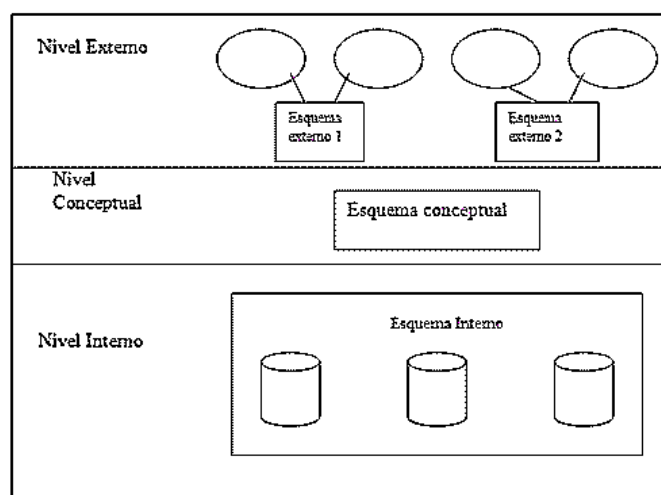 Nivel Externo
Esquema
externo 1
Esquema
externo 2
Nivel
Conceptual
Esquema conceptual
Esquema Interno
Nivel Interno